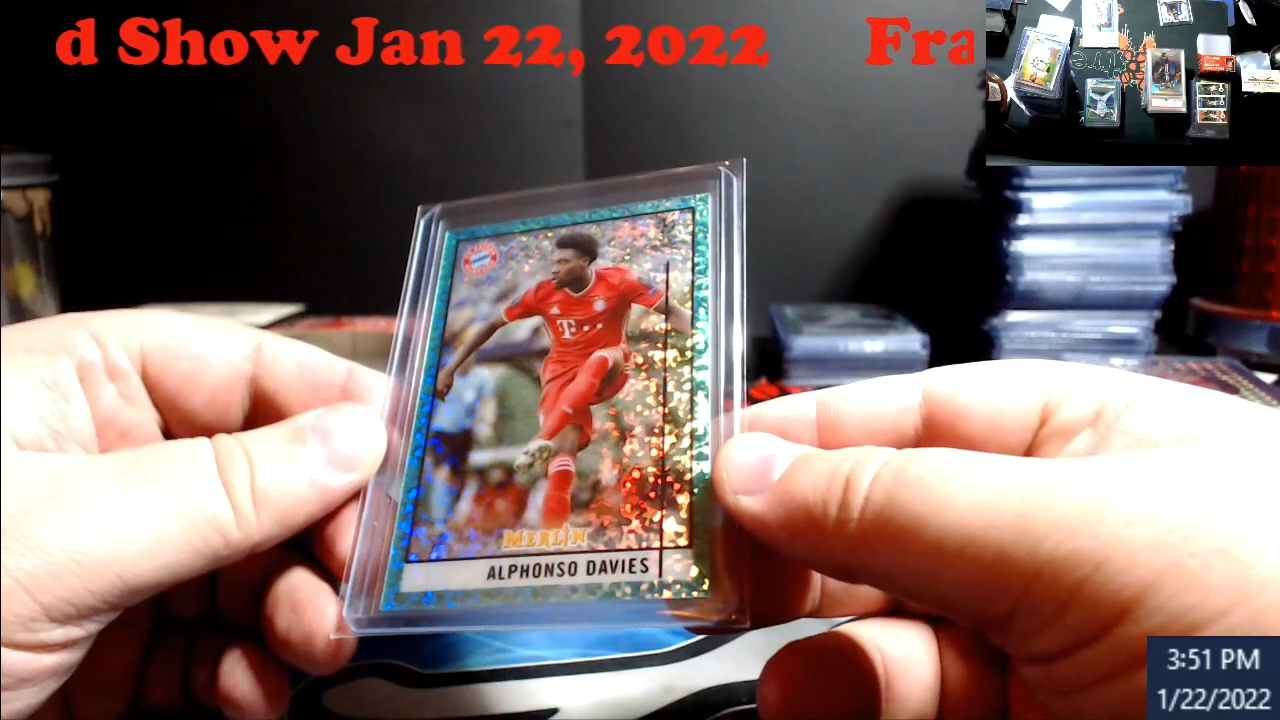 d Show Jan 22, 2022 Fra
T
MERLIN
ALPHONSO DAVIES
3:51 PM
1/22/2022